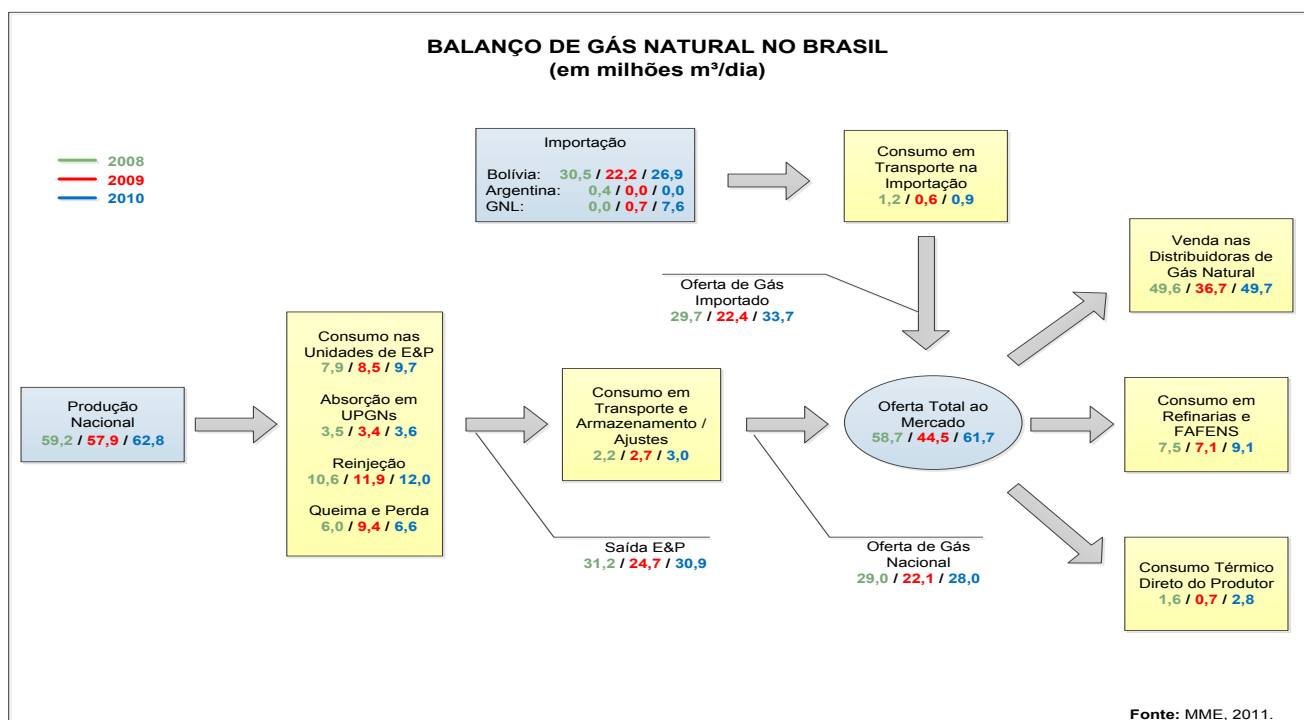 BALANÇO DE GÁS NATURAL NO BRASIL
(em milhões m³/dia)
2008
2009
2010
Importação
Bolívia: 30,5 / 22,2 / 26,9
Argentina: 0,4 / 0,0 / 0,0
GNL: 0,0 / 0,7 / 7,6
Consumo em
Transporte na
Importação
1,2 / 0,6 / 0,9
Venda nas
Distribuidoras de
Gás Natural
49,6 / 36,7 / 49,7
Oferta de Gás
Importado
29,7 / 22,4 / 33,7
Produção
Nacional
59,2 / 57,9 / 62,8
Consumo nas
Unidades de E&P
7,9 / 8,5 / 9,7
Absorção em
UPGNs
3,5 / 3,4 / 3,6
Reinjeção
10,6 / 11,9 / 12,0
Queima e Perda
6,0 / 9,4 / 6,6
Consumo em
Transporte e
Armazenamento /
Ajustes
2,2 / 2,7 / 3,0
Oferta Total ao
Mercado
58,7 / 44,5 / 61,7
Consumo em
Refinarias e
FAFENS
7,5 / 7,1 / 9,1
Saída E&P
31,2 / 24,7 / 30,9
Oferta de Gás
Nacional
29,0 / 22,1 / 28,0
Consumo Térmico
Direto do Produtor
1,6 / 0,7 / 2,8
Fonte: MME, 2011.